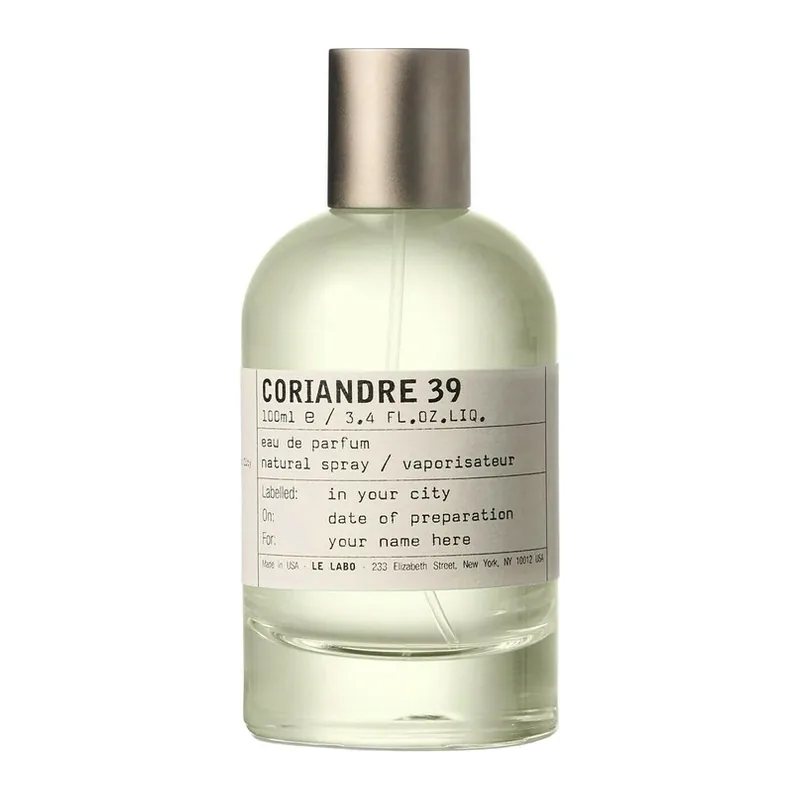 CORIANDRE 39
100ml e / 3.4 FL.OZ.LIQ.
eau de parfum
natural spray / vaporisateur
Labelled: in your city
On: date of preparation
For: your name here
Made in USA - LE LABO - 233 Elizabeth Street, New York, NY 10012 USA